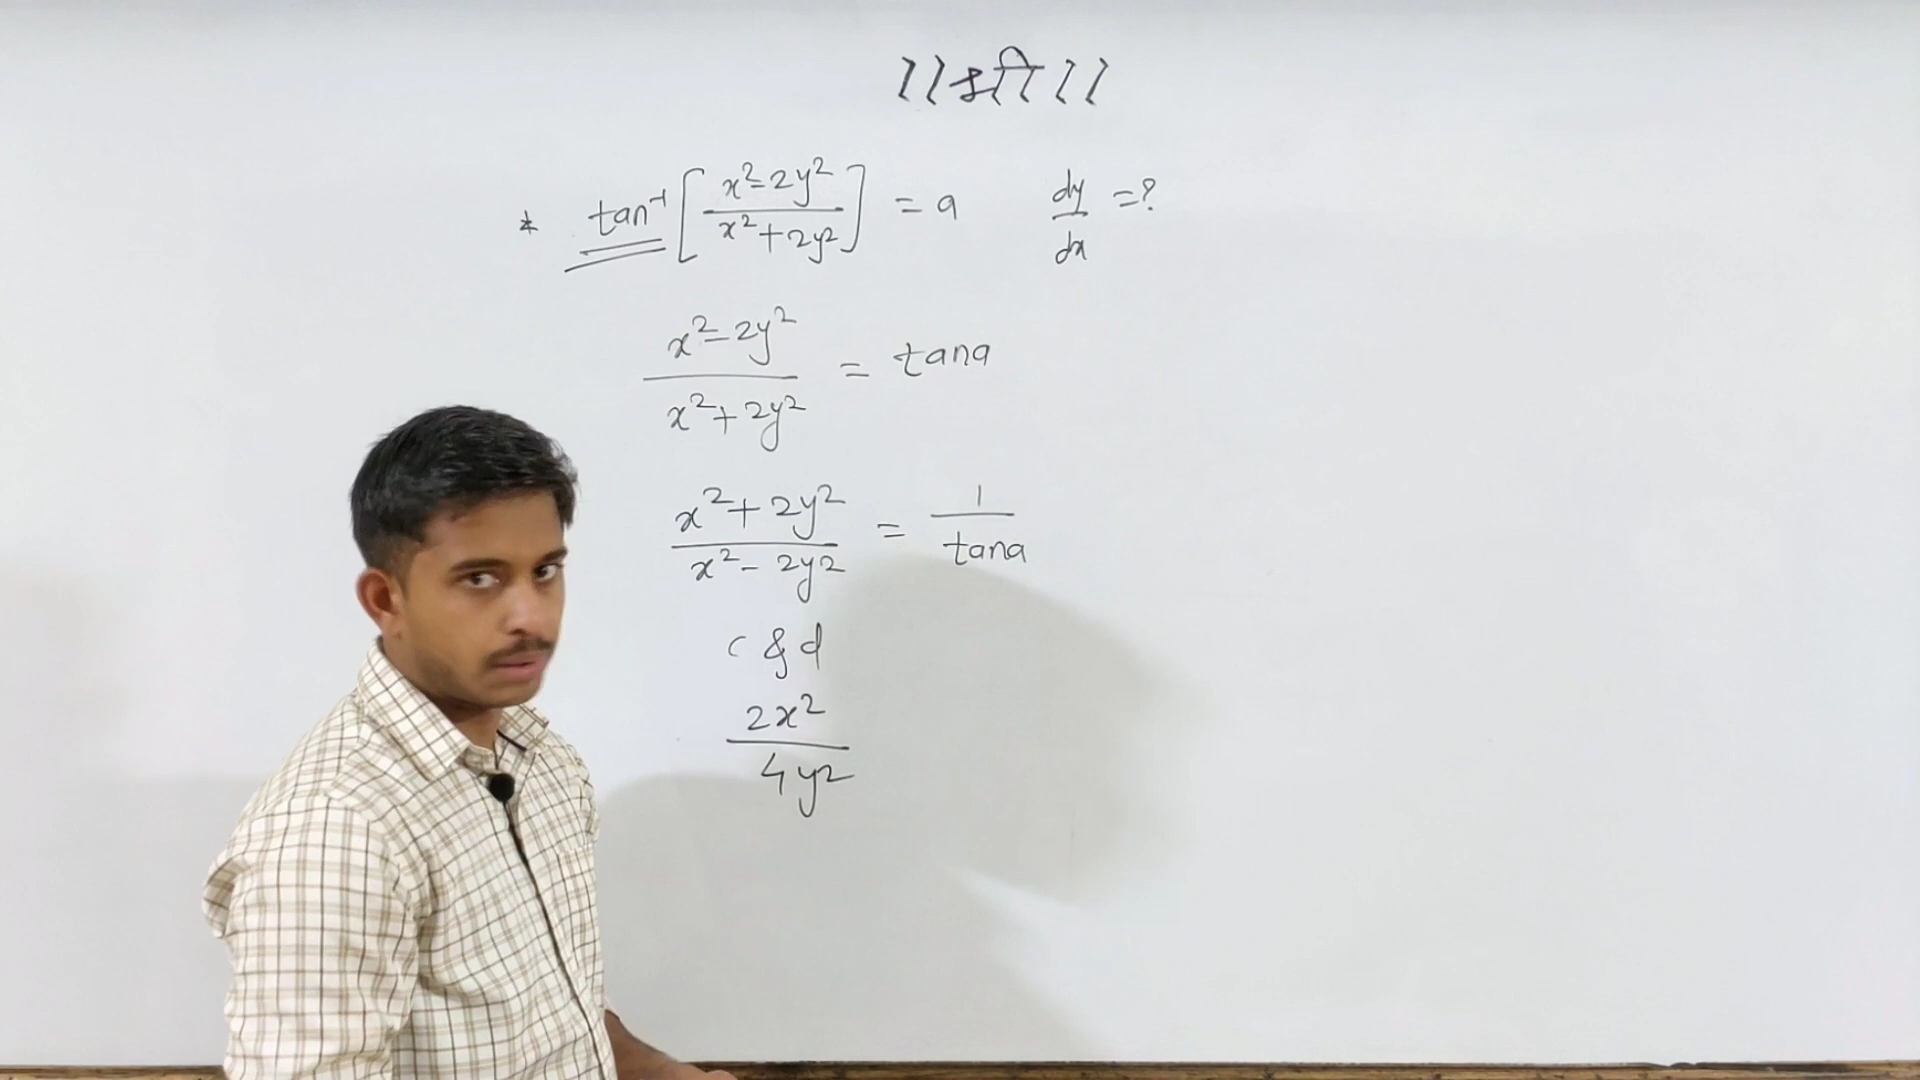 ।। श्री ।।
* tan⁻¹ [ (x²-2y²)/(x²+2y²) ] = a dy/dx = ?
(x²-2y²)/(x²+2y²) = tana
(x²+2y²)/(x²-2y²) = 1/tana
c & d
2x²/4y²